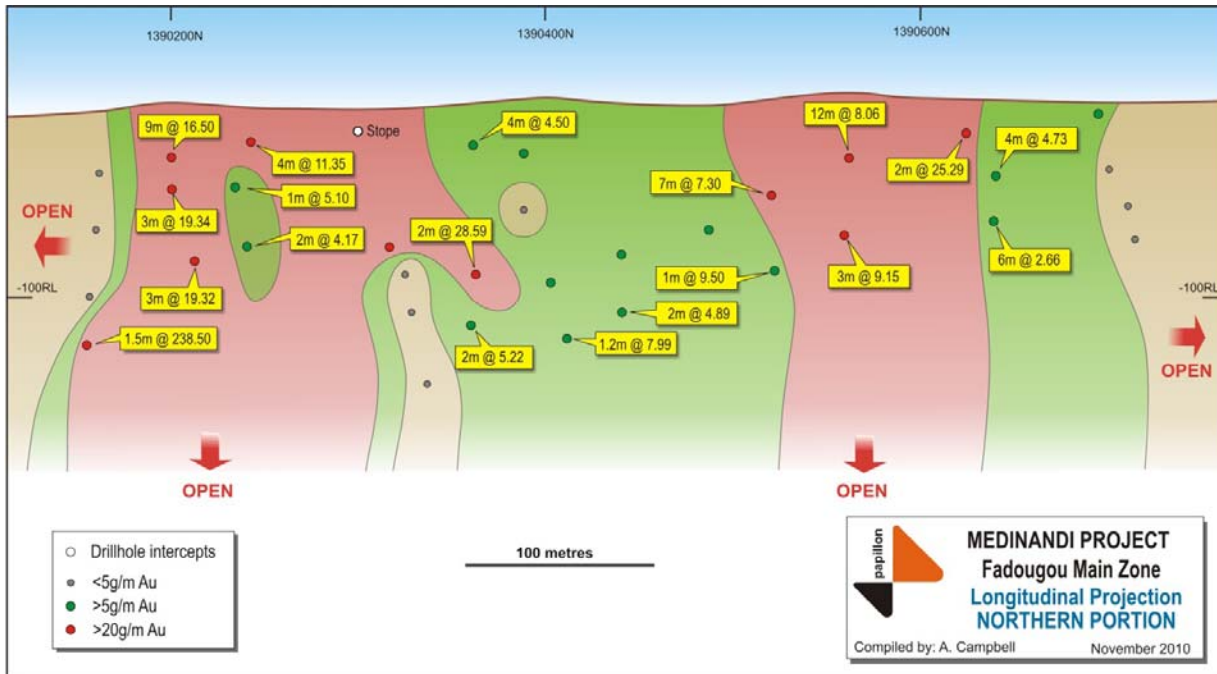 1390200N
1390400N
1390600N
9m @ 16.50
4m @ 11.35
Stope
4m @ 4.50
12m @ 8.06
2m @ 25.29
4m @ 4.73
1m @ 5.10
3m @ 19.34
7m @ 7.30
OPEN
2m @ 4.17
2m @ 28.59
6m @ 2.66
3m @ 19.32
1m @ 9.50
3m @ 9.15
-100RL
-100RL
2m @ 4.89
1.5m @ 238.50
2m @ 5.22
1.2m @ 7.99
OPEN
OPEN
OPEN
Drillhole intercepts
<5g/m Au
>5g/m Au
>20g/m Au
100 metres
papillon
MEDINANDI PROJECT
Fadougou Main Zone
Longitudinal Projection
NORTHERN PORTION
Compiled by: A. Campbell November 2010